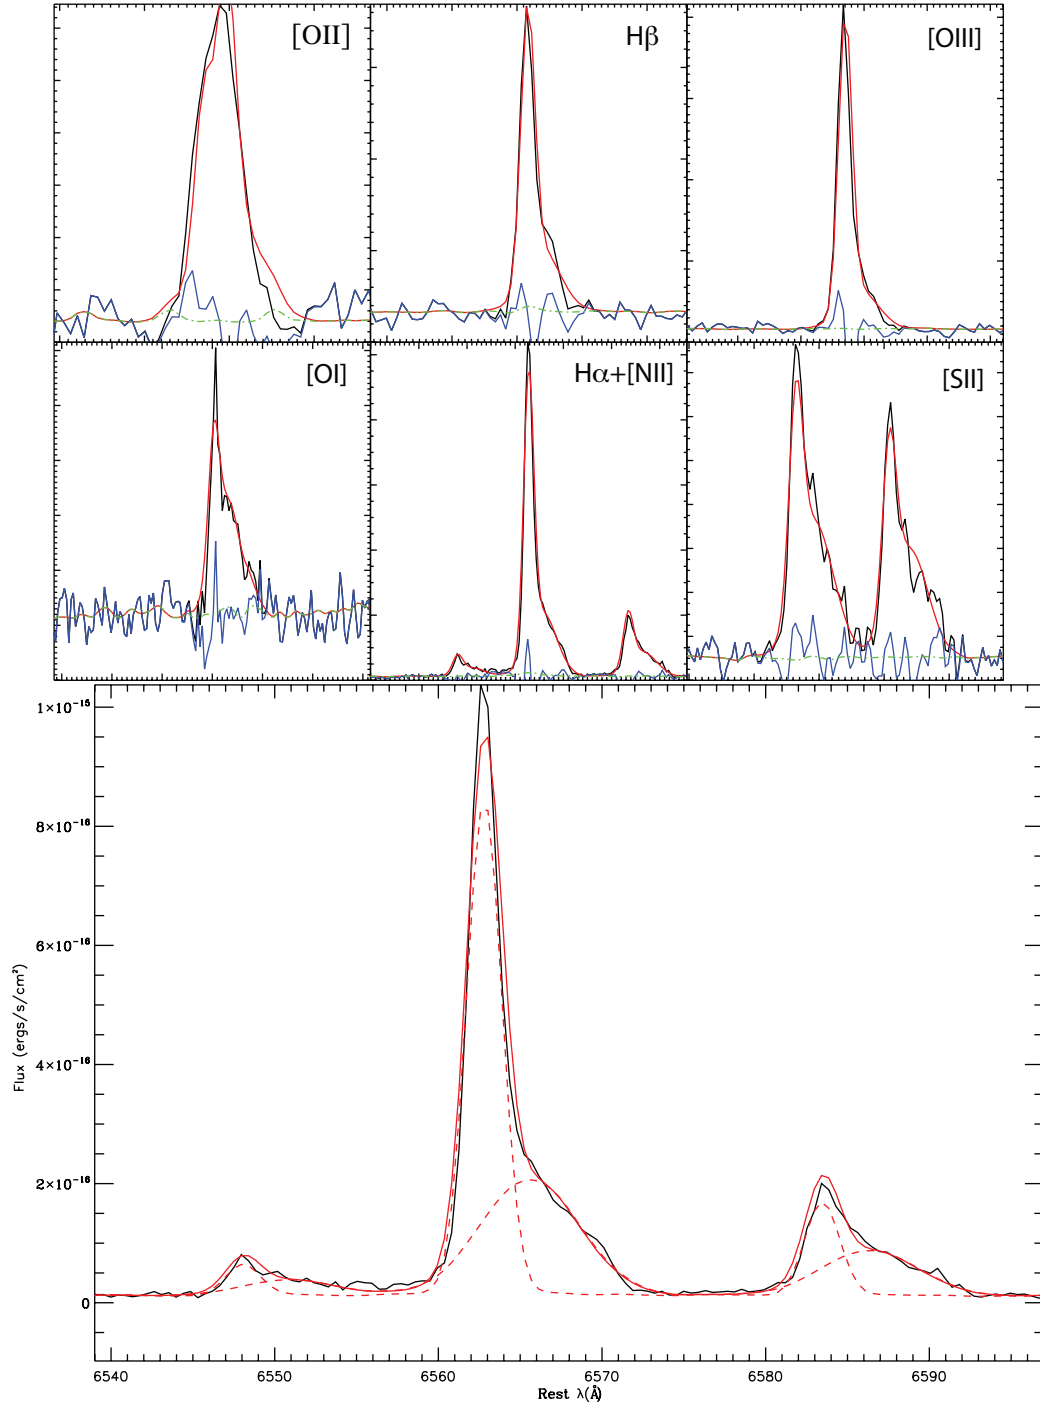 [OII]
Hβ
[OIII]
[OI]
Hα+[NII]
[SII]
1×10⁻¹⁵
8×10⁻¹⁶
6×10⁻¹⁶
4×10⁻¹⁶
2×10⁻¹⁶
0
Flux (ergs/s/cm²)
6540 6550 6560 6570 6580 6590
Rest λ(Å)